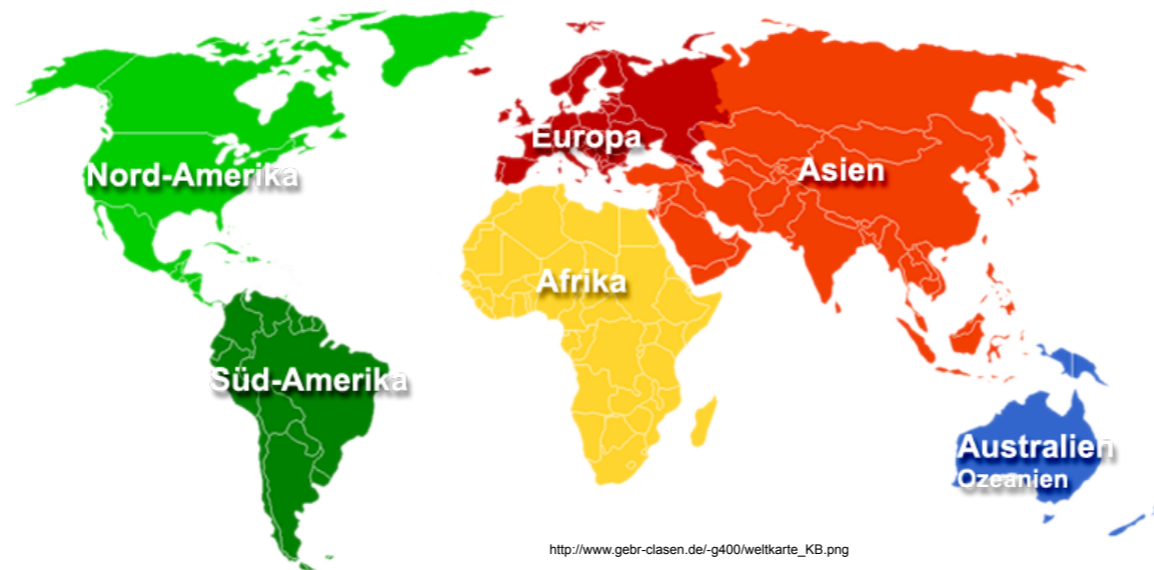 Europa
Nord-Amerika
Asien
Afrika
Süd-Amerika
Australien
Ozeanien
http://www.gebr-clasen.de/-g400/weltkarte_KB.png